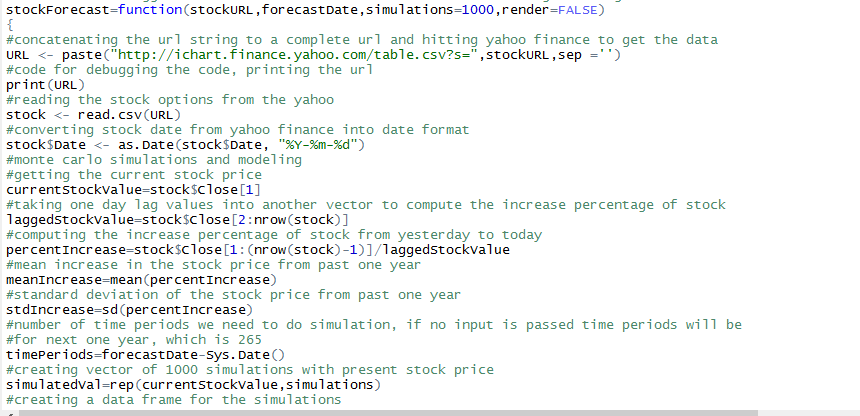 stockForecast=function(stockURL,forecastDate,simulations=1000,render=FALSE)
{
#concatenating the url string to a complete url and hitting yahoo finance to get the data
URL <- paste("http://ichart.finance.yahoo.com/table.csv?s=",stockURL,sep ='')
#code for debugging the code, printing the url
print(URL)
#reading the stock options from the yahoo
stock <- read.csv(URL)
#converting stock date from yahoo finance into date format
stock$Date <- as.Date(stock$Date, "%Y-%m-%d")
#monte carlo simulations and modeling
#getting the current stock price
currentStockValue=stock$Close[1]
#taking one day lag values into another vector to compute the increase percentage of stock
laggedStockValue=stock$Close[2:nrow(stock)]
#computing the increase percentage of stock from yesterday to today
percentIncrease=stock$Close[1:(nrow(stock)-1)]/laggedStockValue
#mean increase in the stock price from past one year
meanIncrease=mean(percentIncrease)
#standard deviation of the stock price from past one year
stdIncrease=sd(percentIncrease)
#number of time periods we need to do simulation, if no input is passed time periods will be
#for next one year, which is 265
timePeriods=forecastDate-Sys.Date()
#creating vector of 1000 simulations with present stock price
simulatedVal=rep(currentStockValue,simulations)
#creating a data frame for the simulations